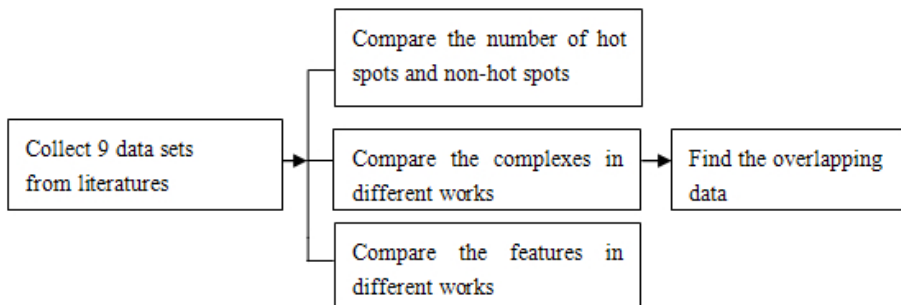 Compare the number of hot
spots and non-hot spots
Collect 9 data sets
from literatures
Compare the complexes in
different works
Find the overlapping
data
Compare the features in
different works